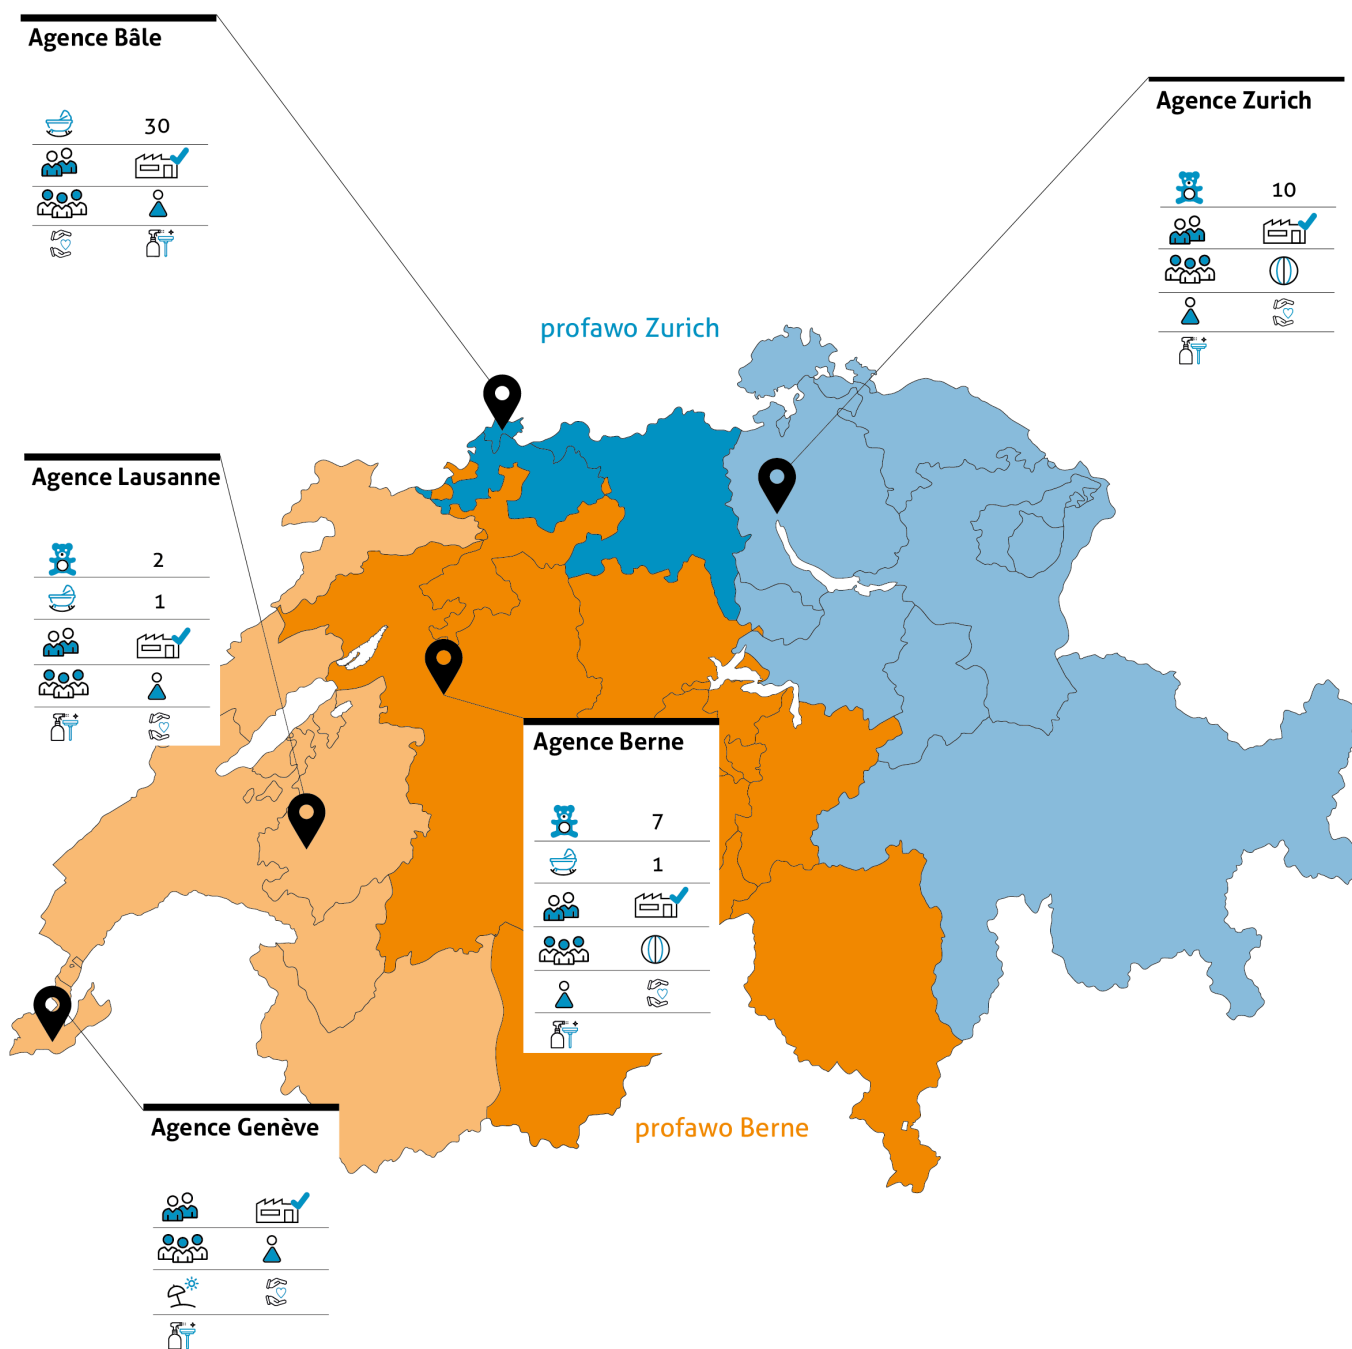 Agence Bâle
30
Agence Zurich
10
profawo Zurich
Agence Lausanne
2
1
Agence Berne
7
1
Agence Genève
profawo Berne